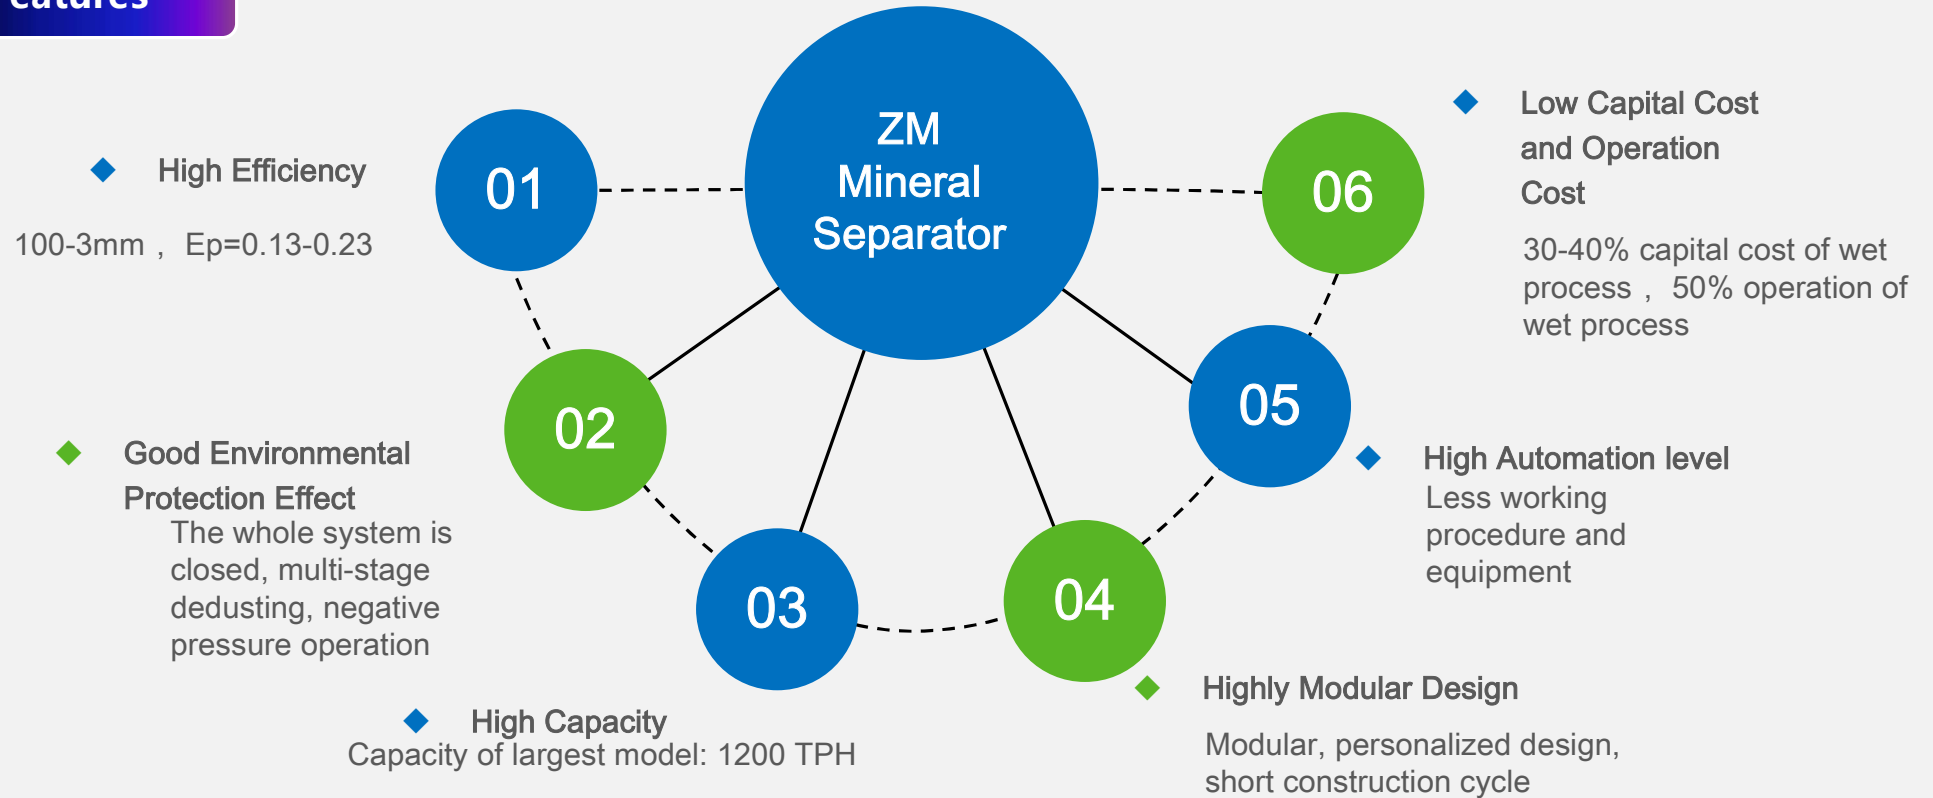 eatures
ZM
Mineral
Separator
01
High Efficiency
100-3mm ， Ep=0.13-0.23
02
Good Environmental
Protection Effect
The whole system is
closed, multi-stage
dedusting, negative
pressure operation
03
High Capacity
Capacity of largest model: 1200 TPH
04
Highly Modular Design
Modular, personalized design,
short construction cycle
05
High Automation level
Less working
procedure and
equipment
06
Low Capital Cost
and Operation
Cost
30-40% capital cost of wet
process ， 50% operation of
wet process